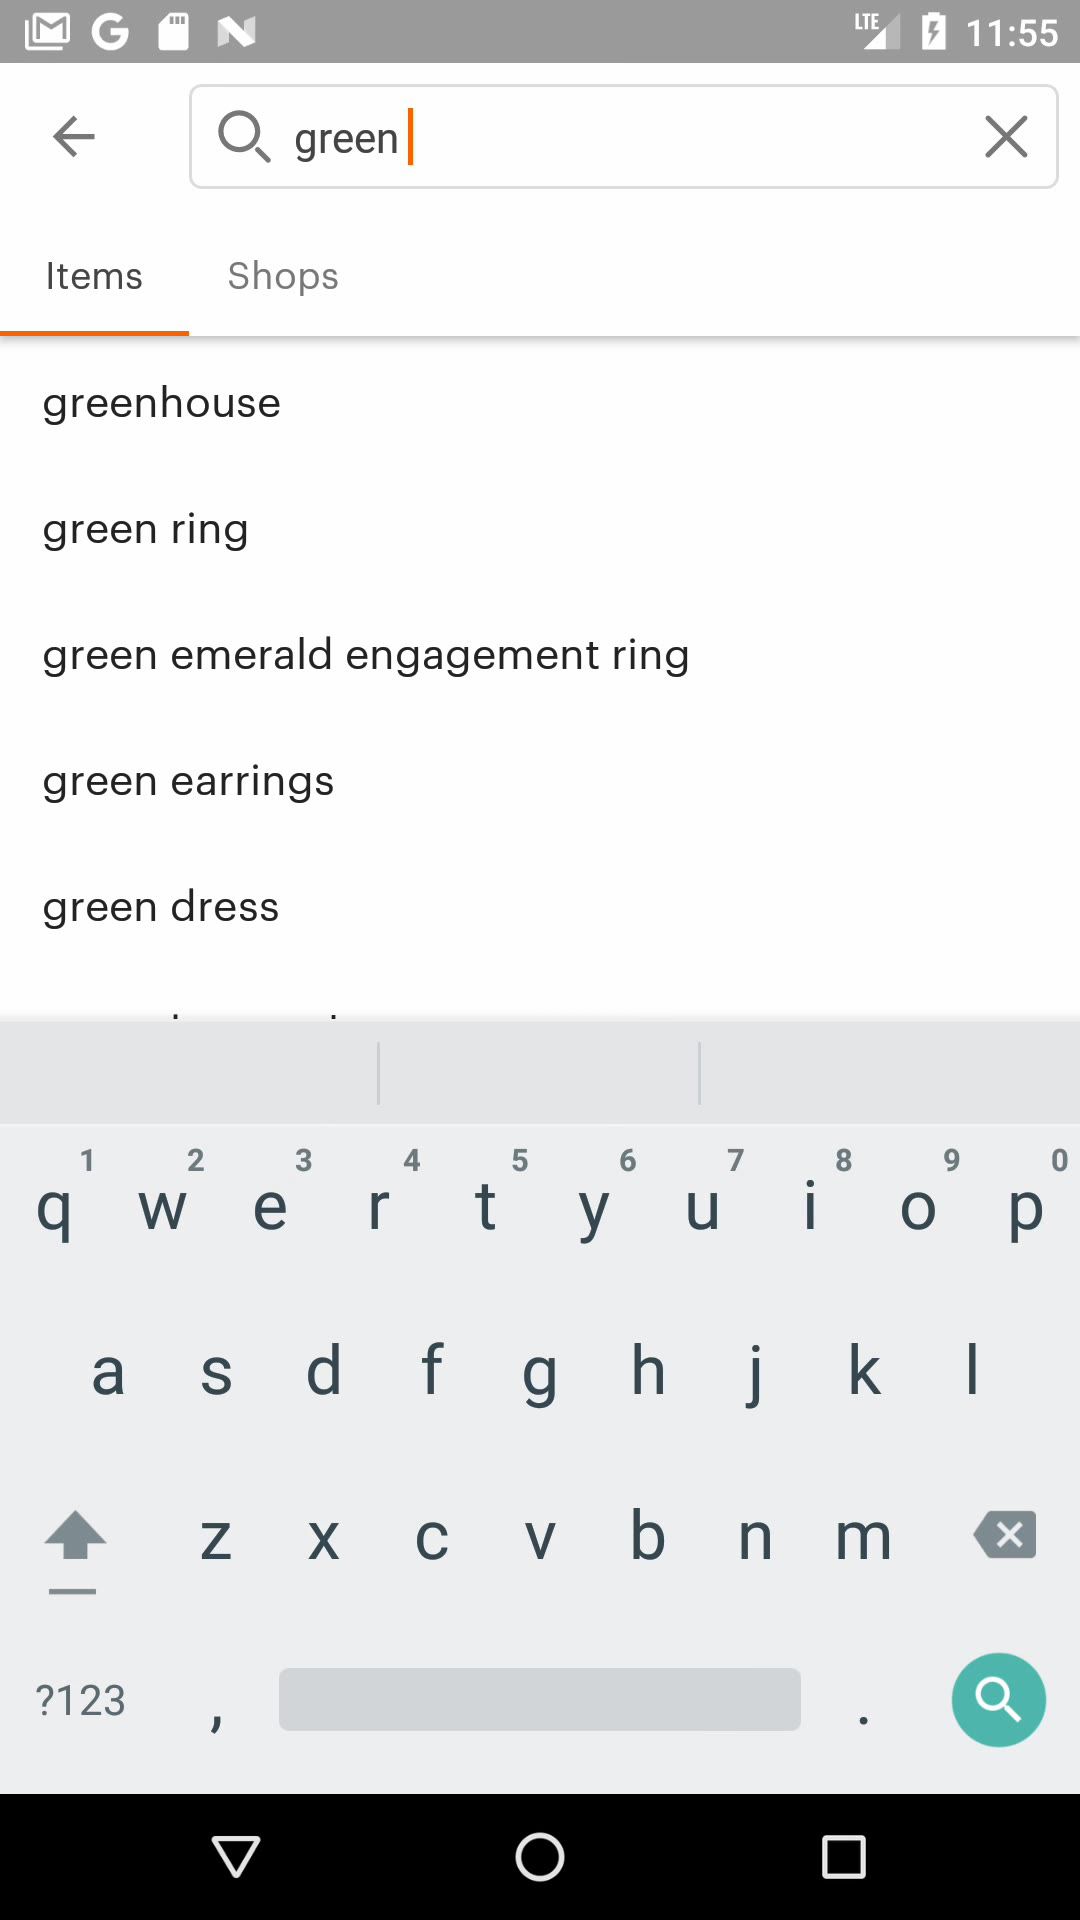 LTE 11:55
green
Items Shops
greenhouse
green ring
green emerald engagement ring
green earrings
green dress
1 2 3 4 5 6 7 8 9 0
q w e r t y u i o p
a s d f g h j k l
z x c v b n m
?123 , .